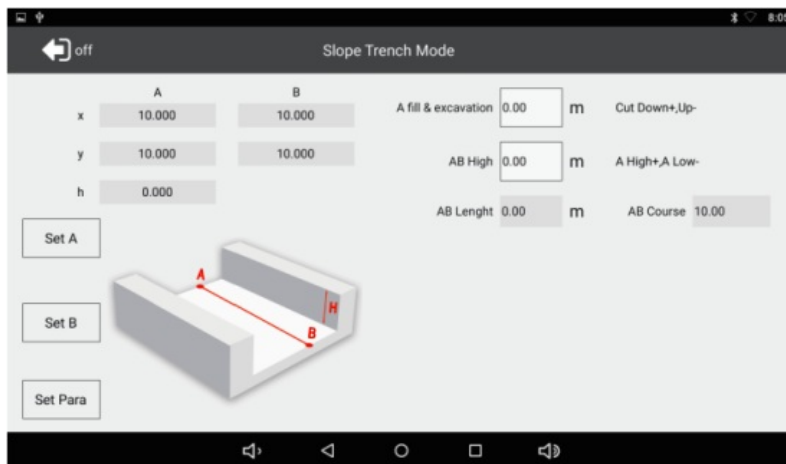 8:05
off
Slope Trench Mode
A B
x 10.000 10.000
y 10.000 10.000
h 0.000
A fill & excavation 0.00 m Cut Down+,Up-
AB High 0.00 m A High+,A Low-
AB Lenght 0.00 m AB Course 10.00
Set A
Set B
Set Para
A
H
B